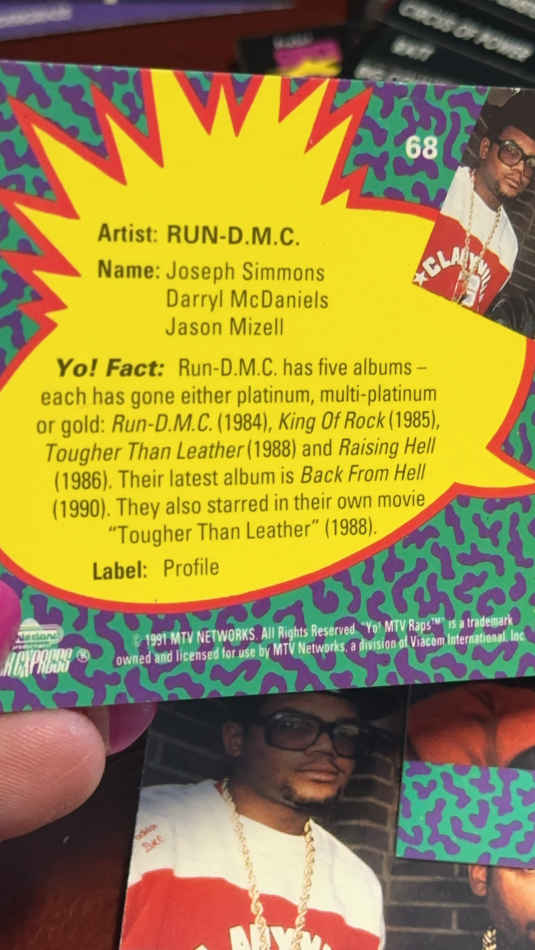 CIRCLE OF POWER
68
Artist: RUN-D.M.C.
Name: Joseph Simmons
Darryl McDaniels
Jason Mizell
Yo! Fact: Run-D.M.C. has five albums –
each has gone either platinum, multi-platinum
or gold: Run-D.M.C. (1984), King Of Rock (1985),
Tougher Than Leather (1988) and Raising Hell
(1986). Their latest album is Back From Hell
(1990). They also starred in their own movie
“Tougher Than Leather” (1988).
Label: Profile
© 1991 MTV NETWORKS. All Rights Reserved. “Yo! MTV Raps™” is a trademark
owned and licensed for use by MTV Networks, a division of Viacom International, Inc